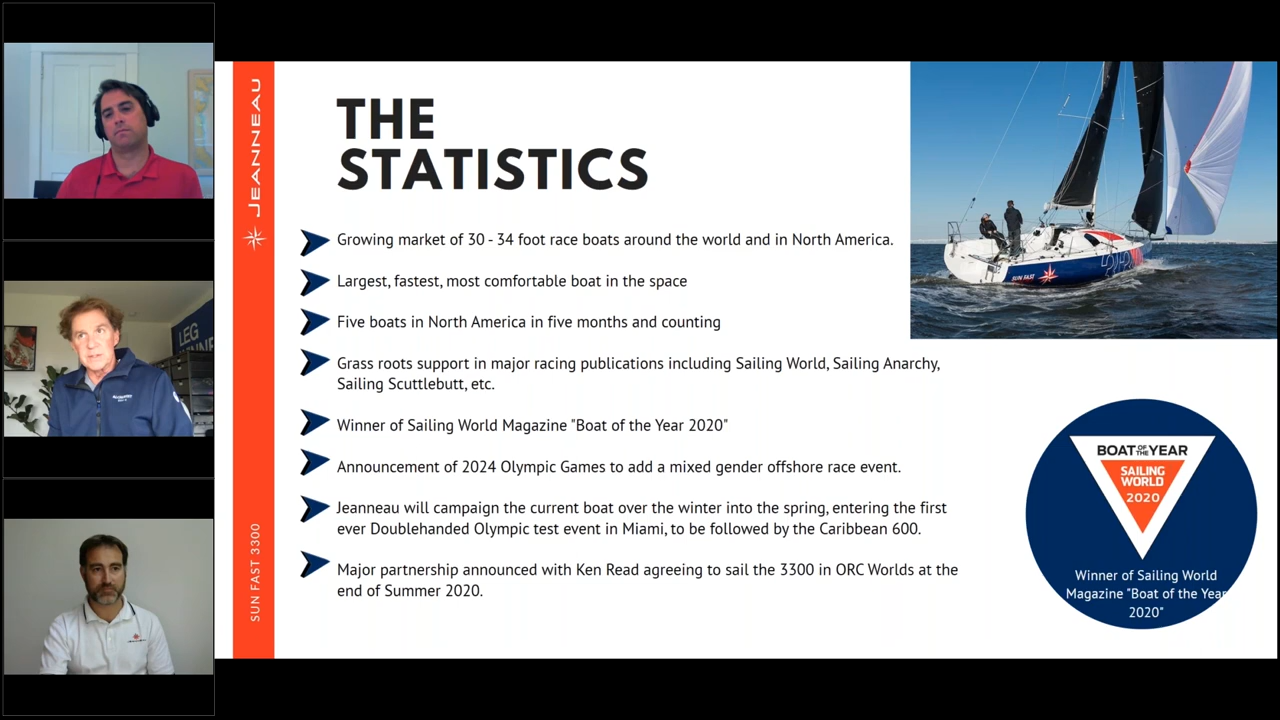 JEANNEAU
SUN FAST 3300
THE
STATISTICS
Growing market of 30 - 34 foot race boats around the world and in North America.
Largest, fastest, most comfortable boat in the space
Five boats in North America in five months and counting
Grass roots support in major racing publications including Sailing World, Sailing Anarchy,
Sailing Scuttlebutt, etc.
Winner of Sailing World Magazine "Boat of the Year 2020"
Announcement of 2024 Olympic Games to add a mixed gender offshore race event.
Jeanneau will campaign the current boat over the winter into the spring, entering the first
ever Doublehanded Olympic test event in Miami, to be followed by the Caribbean 600.
Major partnership announced with Ken Read agreeing to sail the 3300 in ORC Worlds at the
end of Summer 2020.
SUN FAST
BOAT OF THE YEAR
SAILING
WORLD
2020
Winner of Sailing World
Magazine "Boat of the Year
2020"
LEG